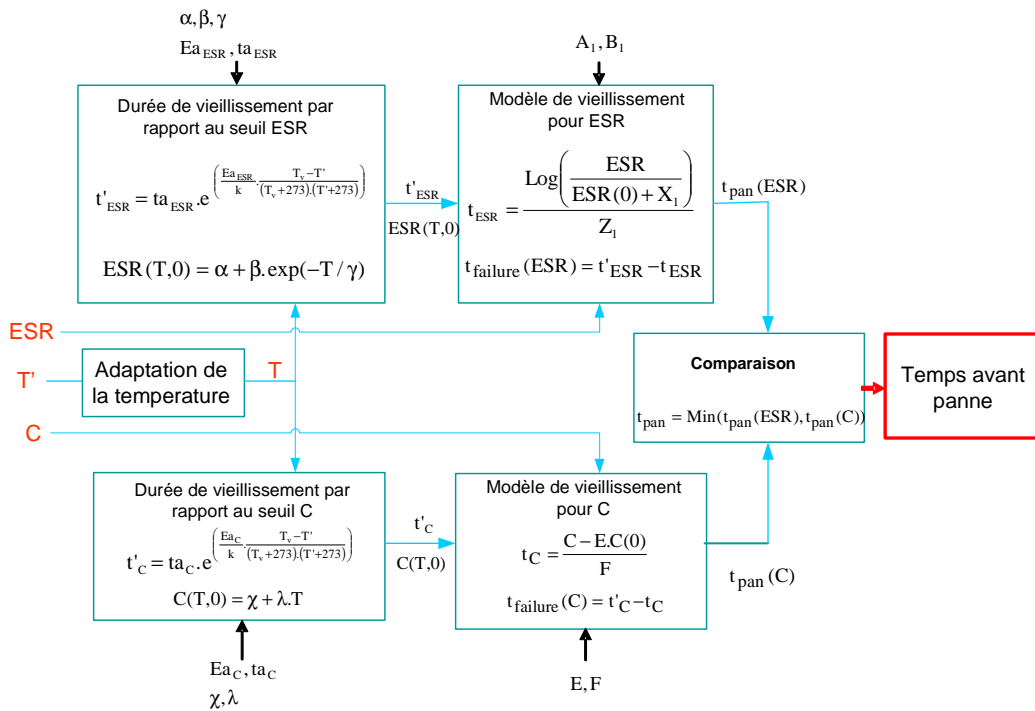 α, β, γ
Ea_ESR, ta_ESR
A_1, B_1
Durée de vieillissement par
rapport au seuil ESR
t'_ESR = ta_ESR.e^((Ea_ESR/k).((T_v−T')/((T_v+273).(T'+273))))
ESR(T,0) = α + β.exp(−T/γ)
t'_ESR
ESR(T,0)
Modèle de vieillissement
pour ESR
t_ESR = Log(ESR/(ESR(0)+X_1))/Z_1
t_failure(ESR) = t'_ESR − t_ESR
t_pan(ESR)
ESR
T'
Adaptation de
la temperature
T
C
Comparaison
t_pan = Min(t_pan(ESR), t_pan(C))
Temps avant
panne
Durée de vieillissement par
rapport au seuil C
t'_C = ta_C.e^((Ea_C/k).((T_v−T')/((T_v+273).(T'+273))))
C(T,0) = χ + λ.T
t'_C
C(T,0)
Modèle de vieillissement
pour C
t_C = (C − E.C(0))/F
t_failure(C) = t'_C − t_C
t_pan(C)
Ea_C, ta_C
χ, λ
E, F